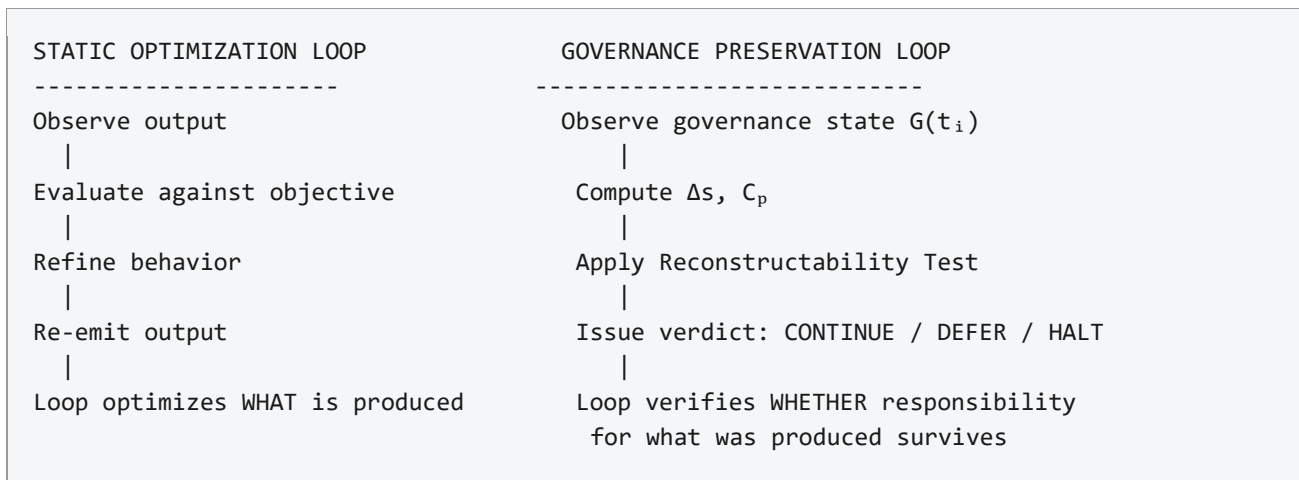 STATIC OPTIMIZATION LOOP GOVERNANCE PRESERVATION LOOP
---------------------- ----------------------------
Observe output Observe governance state G(tᵢ)
| |
Evaluate against objective Compute Δs, Cₚ
| |
Refine behavior Apply Reconstructability Test
| |
Re-emit output Issue verdict: CONTINUE / DEFER / HALT
| |
Loop optimizes WHAT is produced Loop verifies WHETHER responsibility
for what was produced survives